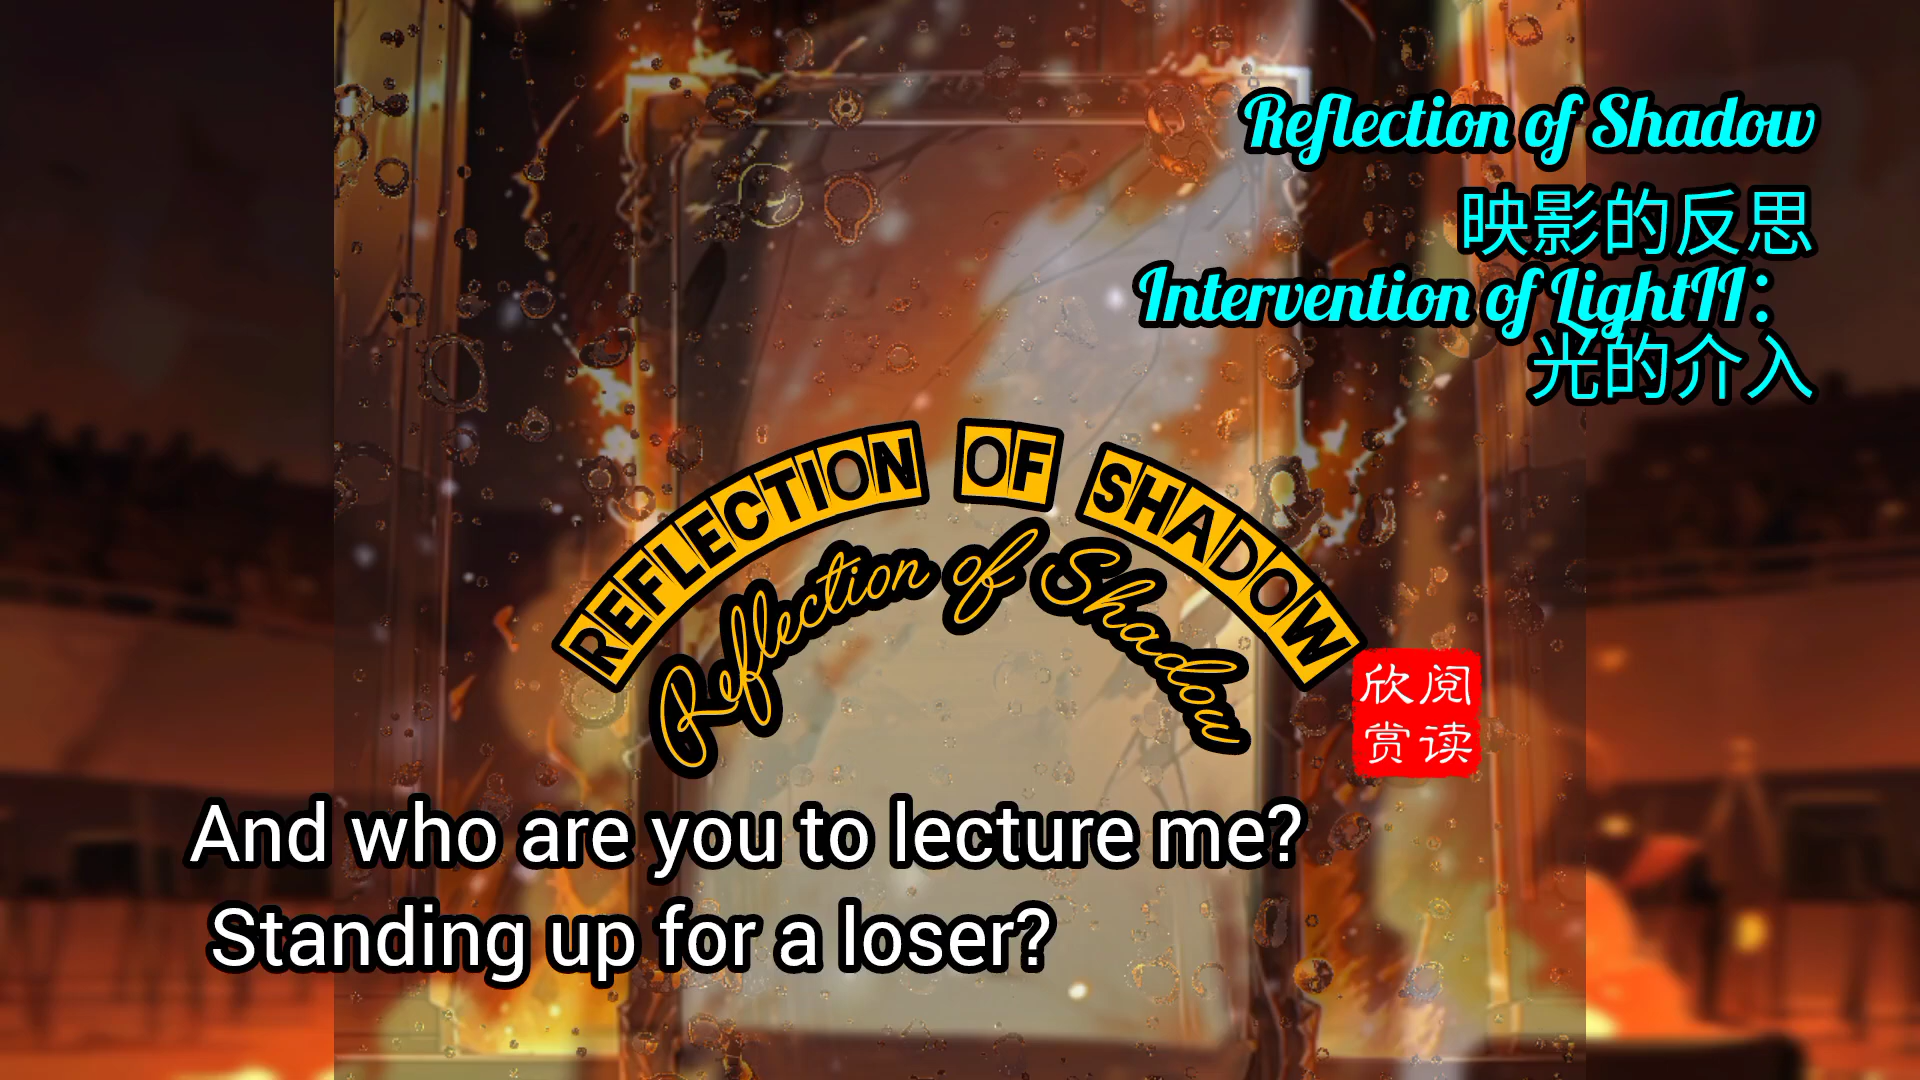 Reflection of Shadow
映影的反思
Intervention of LightII：
光的介入
REFLECTION OF SHADOW
Reflection of Shadow
欣阅
赏读
And who are you to lecture me?
Standing up for a loser?